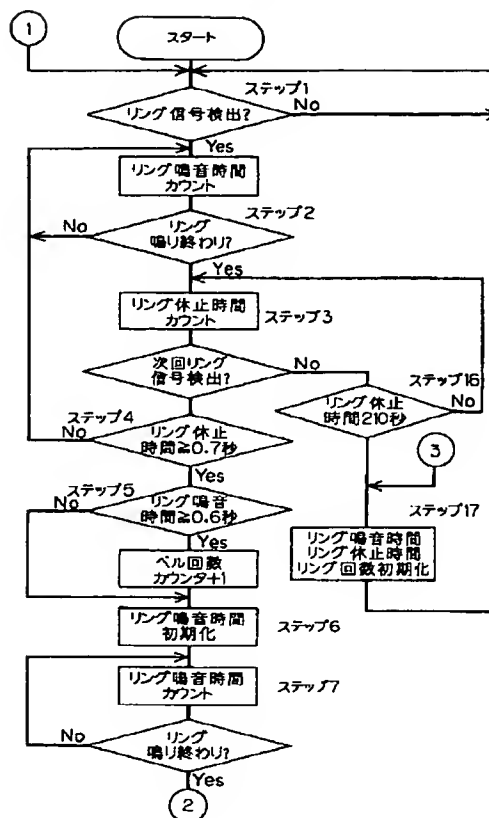 1
スタート
ステップ1
リング信号検出?
No
Yes
リング鳴音時間
カウント
ステップ2
No
リング
鳴り終わり?
Yes
リング休止時間
カウント
ステップ3
次回リング
信号検出?
No
ステップ16
リング休止
時間≧10秒
No
ステップ4
No
リング休止
時間≧0.7秒
Yes
3
ステップ5
No
リング鳴音
時間≧0.6秒
Yes
ステップ17
リング鳴音時間
リング休止時間
リング回数初期化
ベル回数
カウンタ+1
リング鳴音時間
初期化
ステップ6
リング鳴音時間
カウント
ステップ7
No
リング
鳴り終わり?
Yes
2